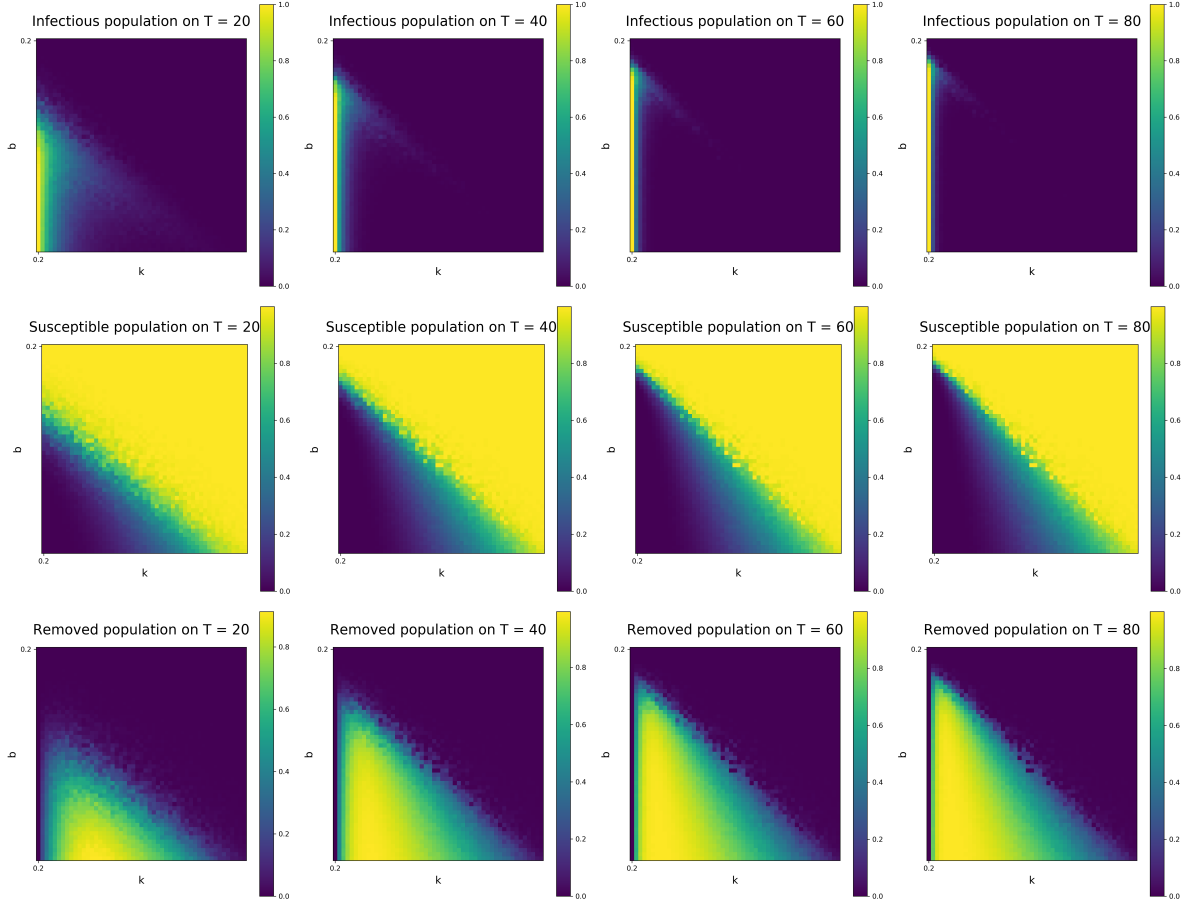 Infectious population on T = 20
1.0
0.8
0.6
0.4
0.2
0.0
0.2
b
0.2
k
Infectious population on T = 40
1.0
0.8
0.6
0.4
0.2
0.0
0.2
b
0.2
k
Infectious population on T = 60
1.0
0.8
0.6
0.4
0.2
0.0
0.2
b
0.2
k
Infectious population on T = 80
1.0
0.8
0.6
0.4
0.2
0.0
0.2
b
0.2
k
Susceptible population on T = 20
0.8
0.6
0.4
0.2
0.0
0.2
b
0.2
k
Susceptible population on T = 40
0.8
0.6
0.4
0.2
0.0
0.2
b
0.2
k
Susceptible population on T = 60
0.8
0.6
0.4
0.2
0.0
0.2
b
0.2
k
Susceptible population on T = 80
0.8
0.6
0.4
0.2
0.0
0.2
b
0.2
k
Removed population on T = 20
0.8
0.6
0.4
0.2
0.0
0.2
b
0.2
k
Removed population on T = 40
0.8
0.6
0.4
0.2
0.0
0.2
b
0.2
k
Removed population on T = 60
0.8
0.6
0.4
0.2
0.0
0.2
b
0.2
k
Removed population on T = 80
0.8
0.6
0.4
0.2
0.0
0.2
b
0.2
k